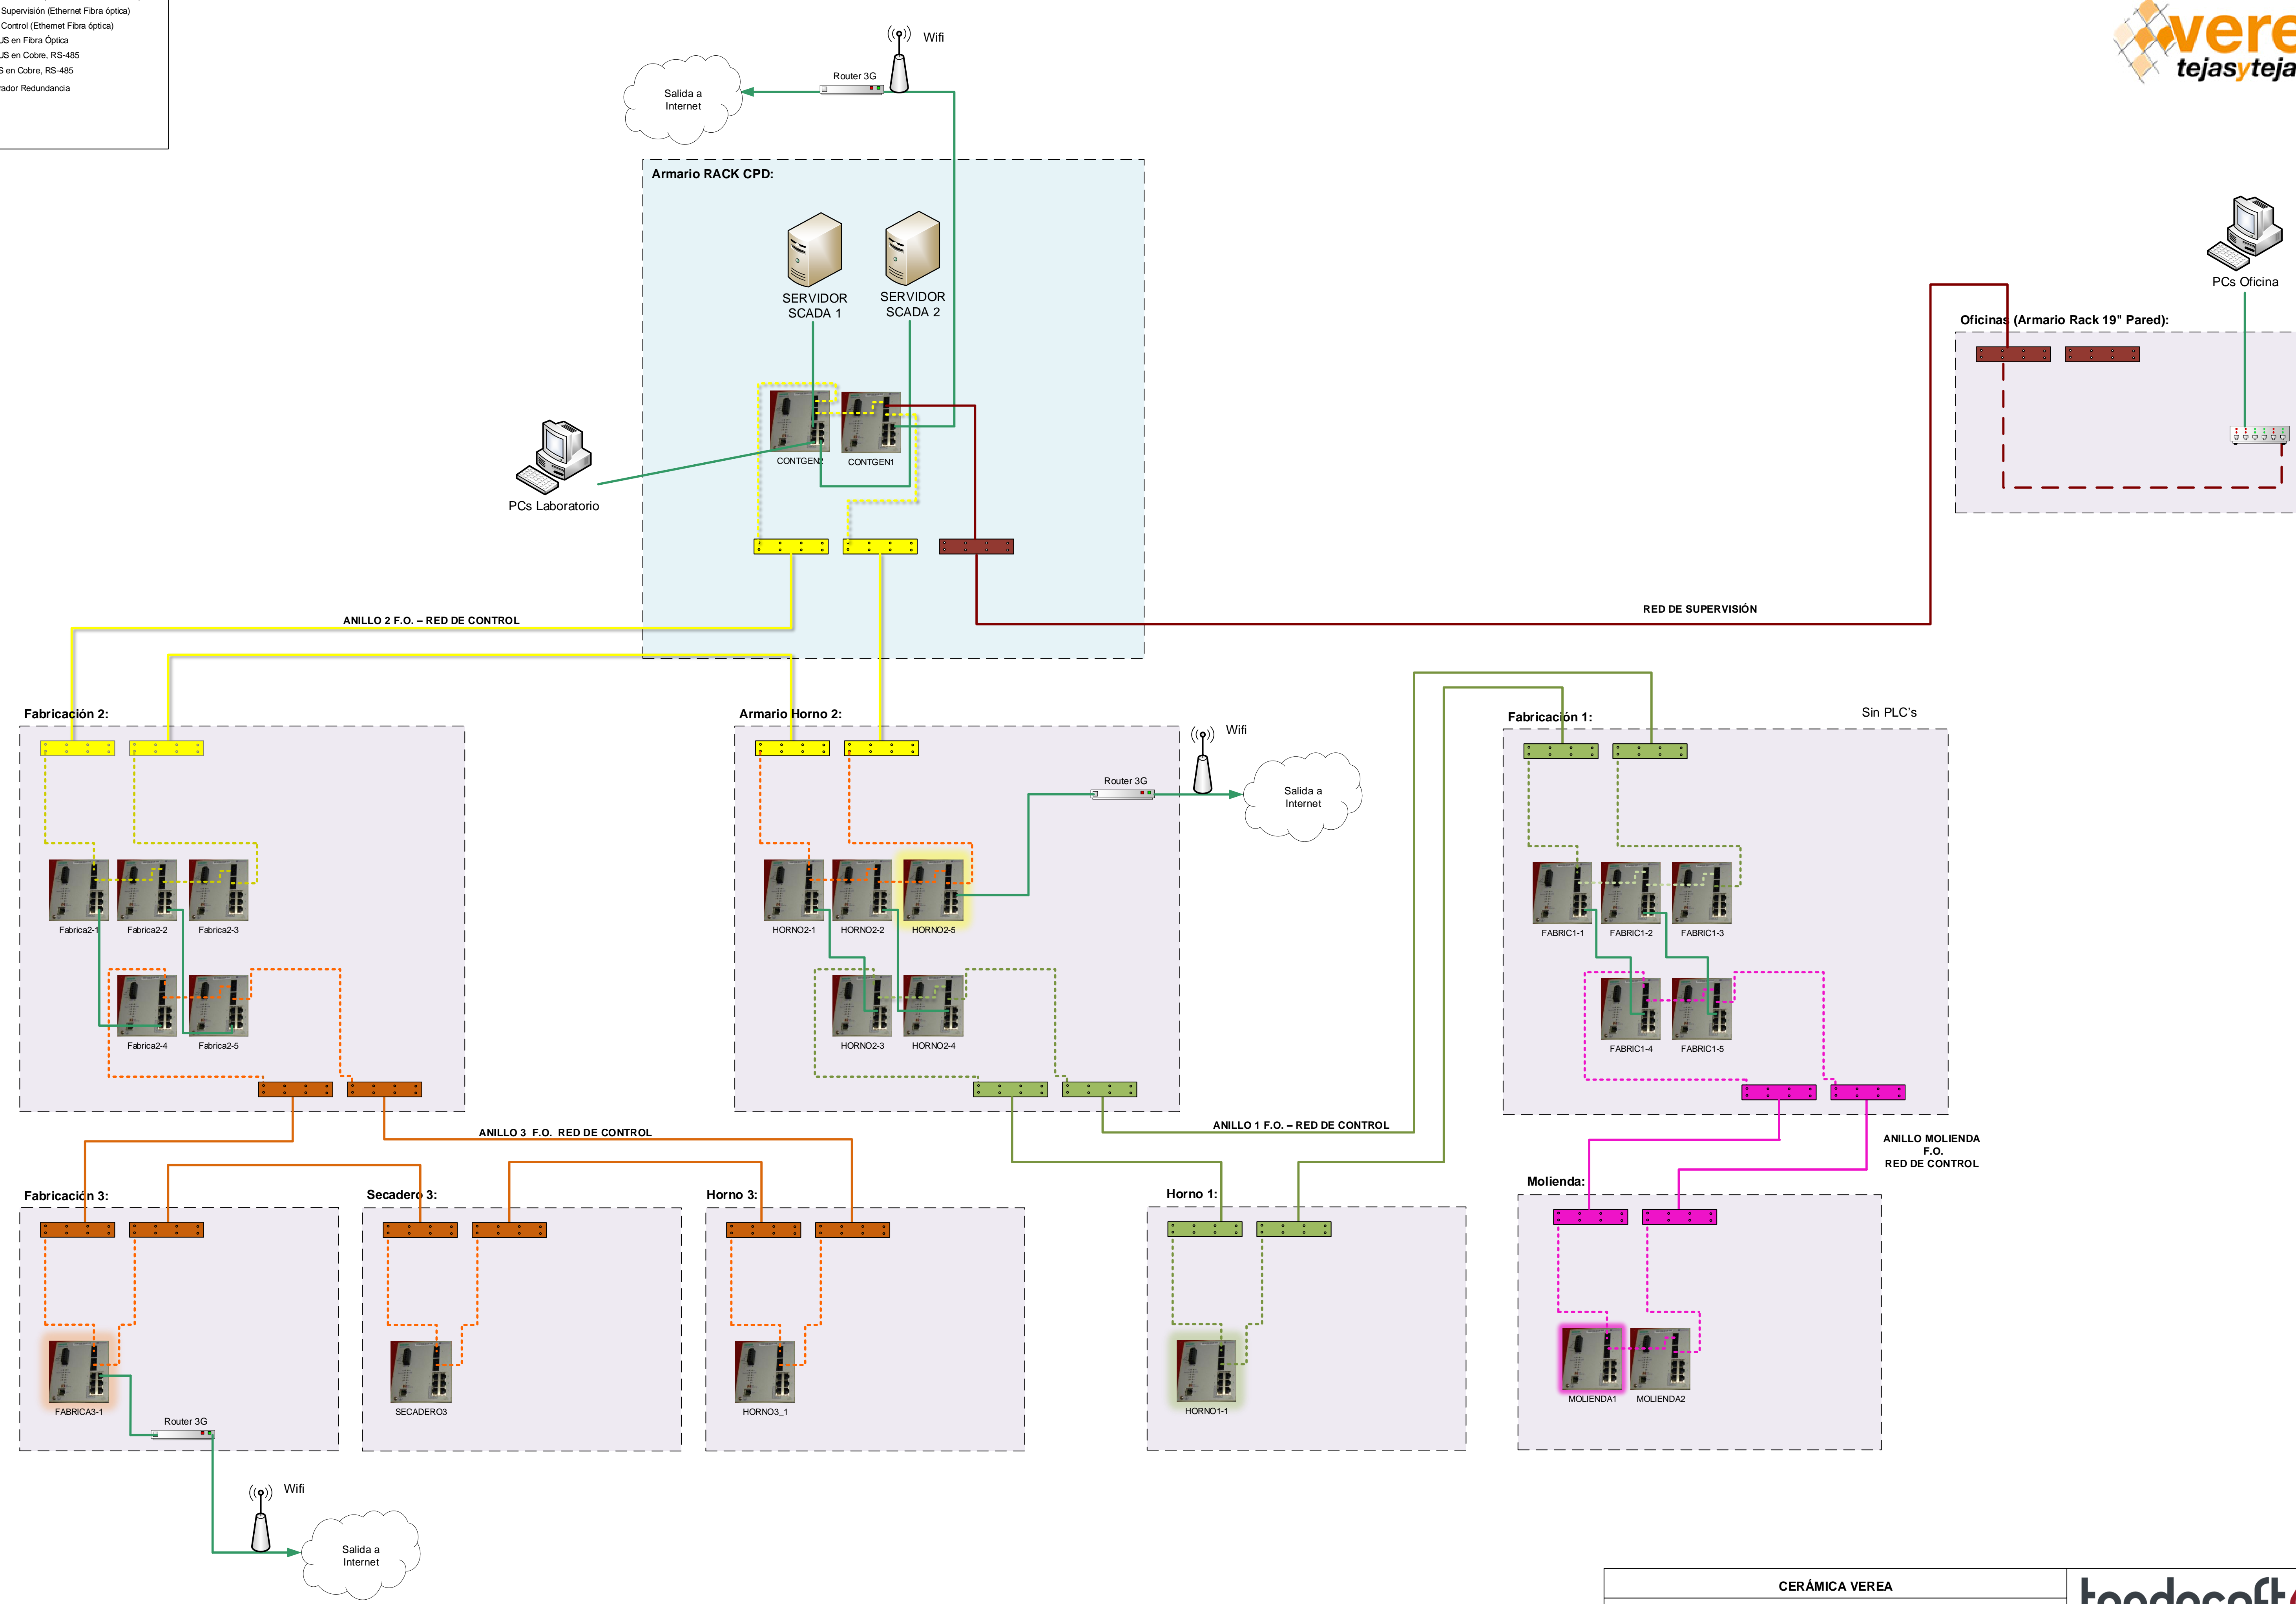 Supervisión (Ethernet Fibra óptica)
Control (Ethernet Fibra óptica)
US en Fibra Óptica
US en Cobre, RS-485
S en Cobre, RS-485
rador Redundancia
vere
tejasyteja
Wifi
Router 3G
Salida a
Internet
Armario RACK CPD:
SERVIDOR
SCADA 1
SERVIDOR
SCADA 2
PCs Oficina
Oficinas (Armario Rack 19" Pared):
CONTGEN2
CONTGEN1
PCs Laboratorio
ANILLO 2 F.O. – RED DE CONTROL
RED DE SUPERVISIÓN
Fabricación 2:
Armario Horno 2:
Fabricación 1:
Sin PLC's
Wifi
Router 3G
Salida a
Internet
Fabrica2-1
Fabrica2-2
Fabrica2-3
HORNO2-1
HORNO2-2
HORNO2-5
FABRIC1-1
FABRIC1-2
FABRIC1-3
Fabrica2-4
Fabrica2-5
HORNO2-3
HORNO2-4
FABRIC1-4
FABRIC1-5
ANILLO 3 F.O. RED DE CONTROL
ANILLO 1 F.O. – RED DE CONTROL
ANILLO MOLIENDA
F.O.
RED DE CONTROL
Fabricación 3:
Secadero 3:
Horno 3:
Horno 1:
Molienda:
FABRICA3-1
SECADERO3
HORNO3_1
HORNO1-1
MOLIENDA1
MOLIENDA2
Router 3G
Wifi
Salida a
Internet
CERÁMICA VEREA